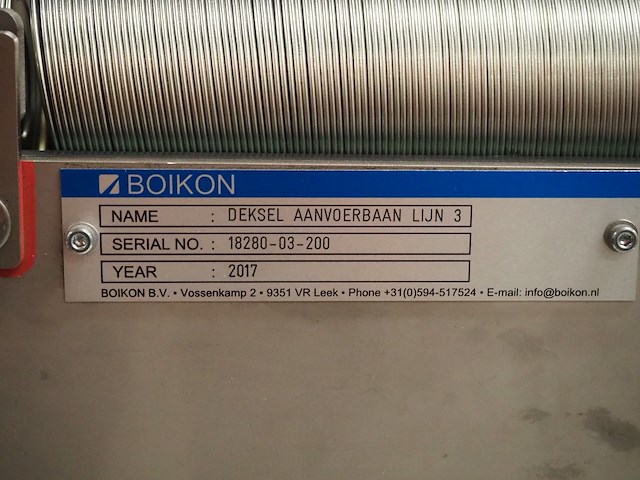 BOIKON
NAME : DEKSEL AANVOERBAAN LIJN 3
SERIAL NO. : 18280-03-200
YEAR : 2017
BOIKON B.V. • Vossenkamp 2 • 9351 VR Leek • Phone +31(0)594-517524 • E-mail: info@boikon.nl